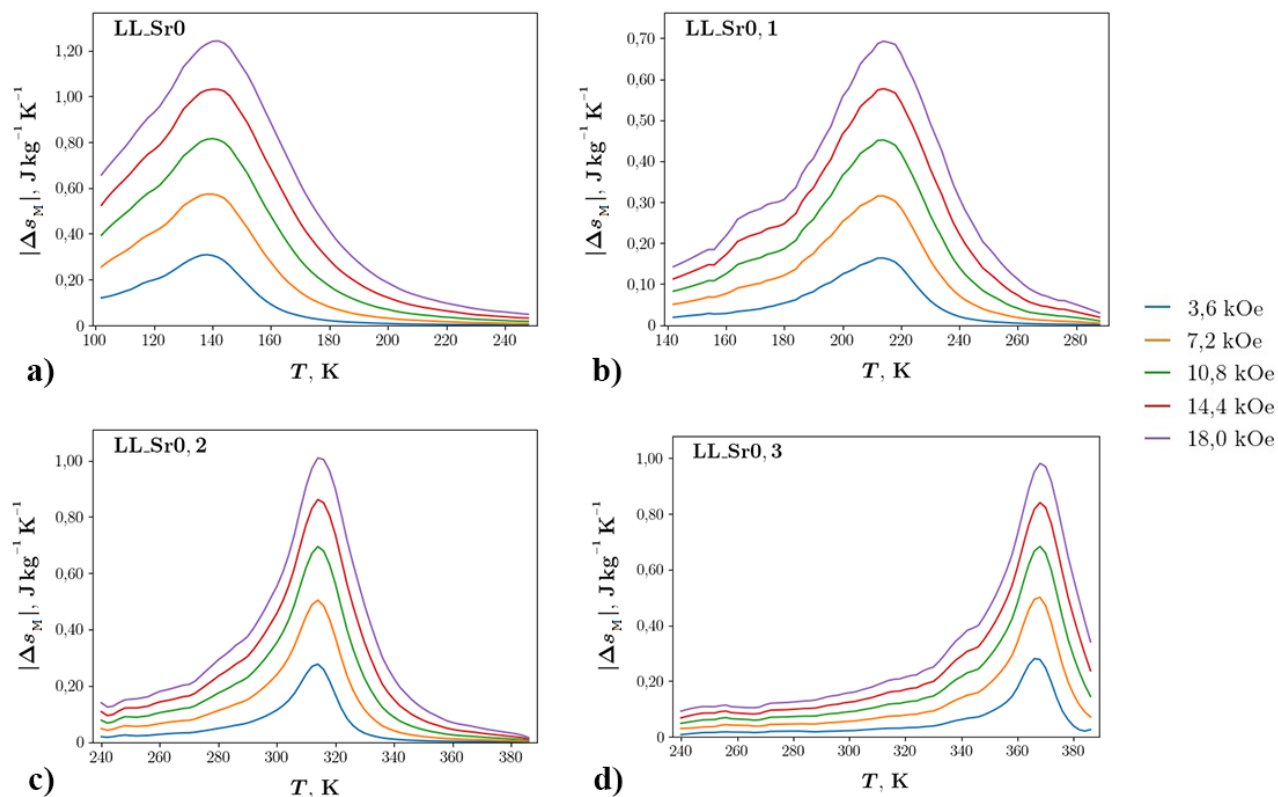 LL_Sr0
1,20
1,00
0,80
0,60
0,40
0,20
0
|Δs_M|, J kg⁻¹ K⁻¹
100 120 140 160 180 200 220 240
T, K
a)
LL_Sr0,1
0,70
0,60
0,50
0,40
0,30
0,20
0,10
0
|Δs_M|, J kg⁻¹ K⁻¹
140 160 180 200 220 240 260 280
T, K
b)
3,6 kOe
7,2 kOe
10,8 kOe
14,4 kOe
18,0 kOe
LL_Sr0,2
1,00
0,80
0,60
0,40
0,20
0
|Δs_M|, J kg⁻¹ K⁻¹
240 260 280 300 320 340 360 380
T, K
c)
LL_Sr0,3
1,00
0,80
0,60
0,40
0,20
0
|Δs_M|, J kg⁻¹ K⁻¹
240 260 280 300 320 340 360 380
T, K
d)